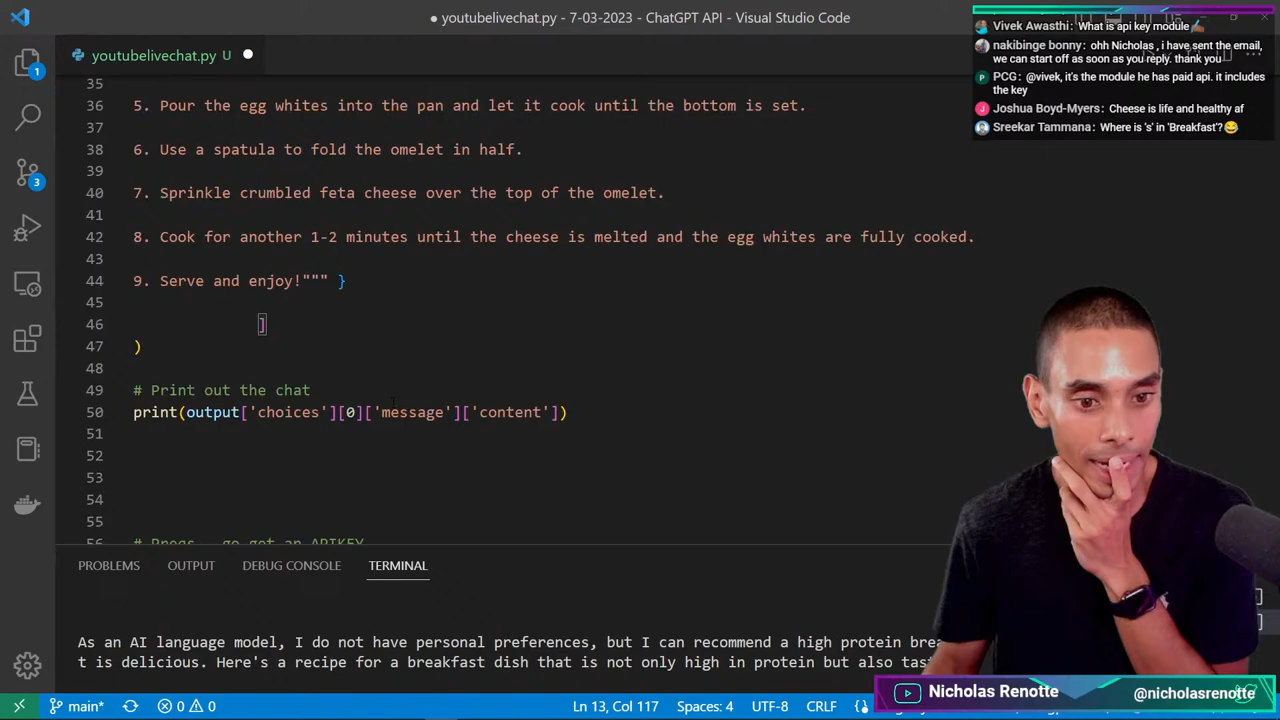 youtubelivechat.py - 7-03-2023 - ChatGPT API - Visual Studio Code
youtubelivechat.py U
35
36 5. Pour the egg whites into the pan and let it cook until the bottom is set.
37
38 6. Use a spatula to fold the omelet in half.
39
40 7. Sprinkle crumbled feta cheese over the top of the omelet.
41
42 8. Cook for another 1-2 minutes until the cheese is melted and the egg whites are fully cooked.
43
44 9. Serve and enjoy!""" }
45
46 ]
47 )
48
49 # Print out the chat
50 print(output['choices'][0]['message']['content'])
51
52
53
54
55
56 # Preqs - go get an APIKEY
PROBLEMS OUTPUT DEBUG CONSOLE TERMINAL
As an AI language model, I do not have personal preferences, but I can recommend a high protein brea
t is delicious. Here's a recipe for a breakfast dish that is not only high in protein but also tas
main* 0 0 Ln 13, Col 117 Spaces: 4 UTF-8 CRLF
1
3
Vivek Awasthi: What is api key module✍
nakibinge bonny: ohh Nicholas , i have sent the email,
we can start off as soon as you reply. thank you
P PCG: @vivek, it's the module he has paid api. it includes
the key
J Joshua Boyd-Myers: Cheese is life and healthy af
Sreekar Tammana: Where is 's' in 'Breakfast'?😂
Nicholas Renotte @nicholasrenotte